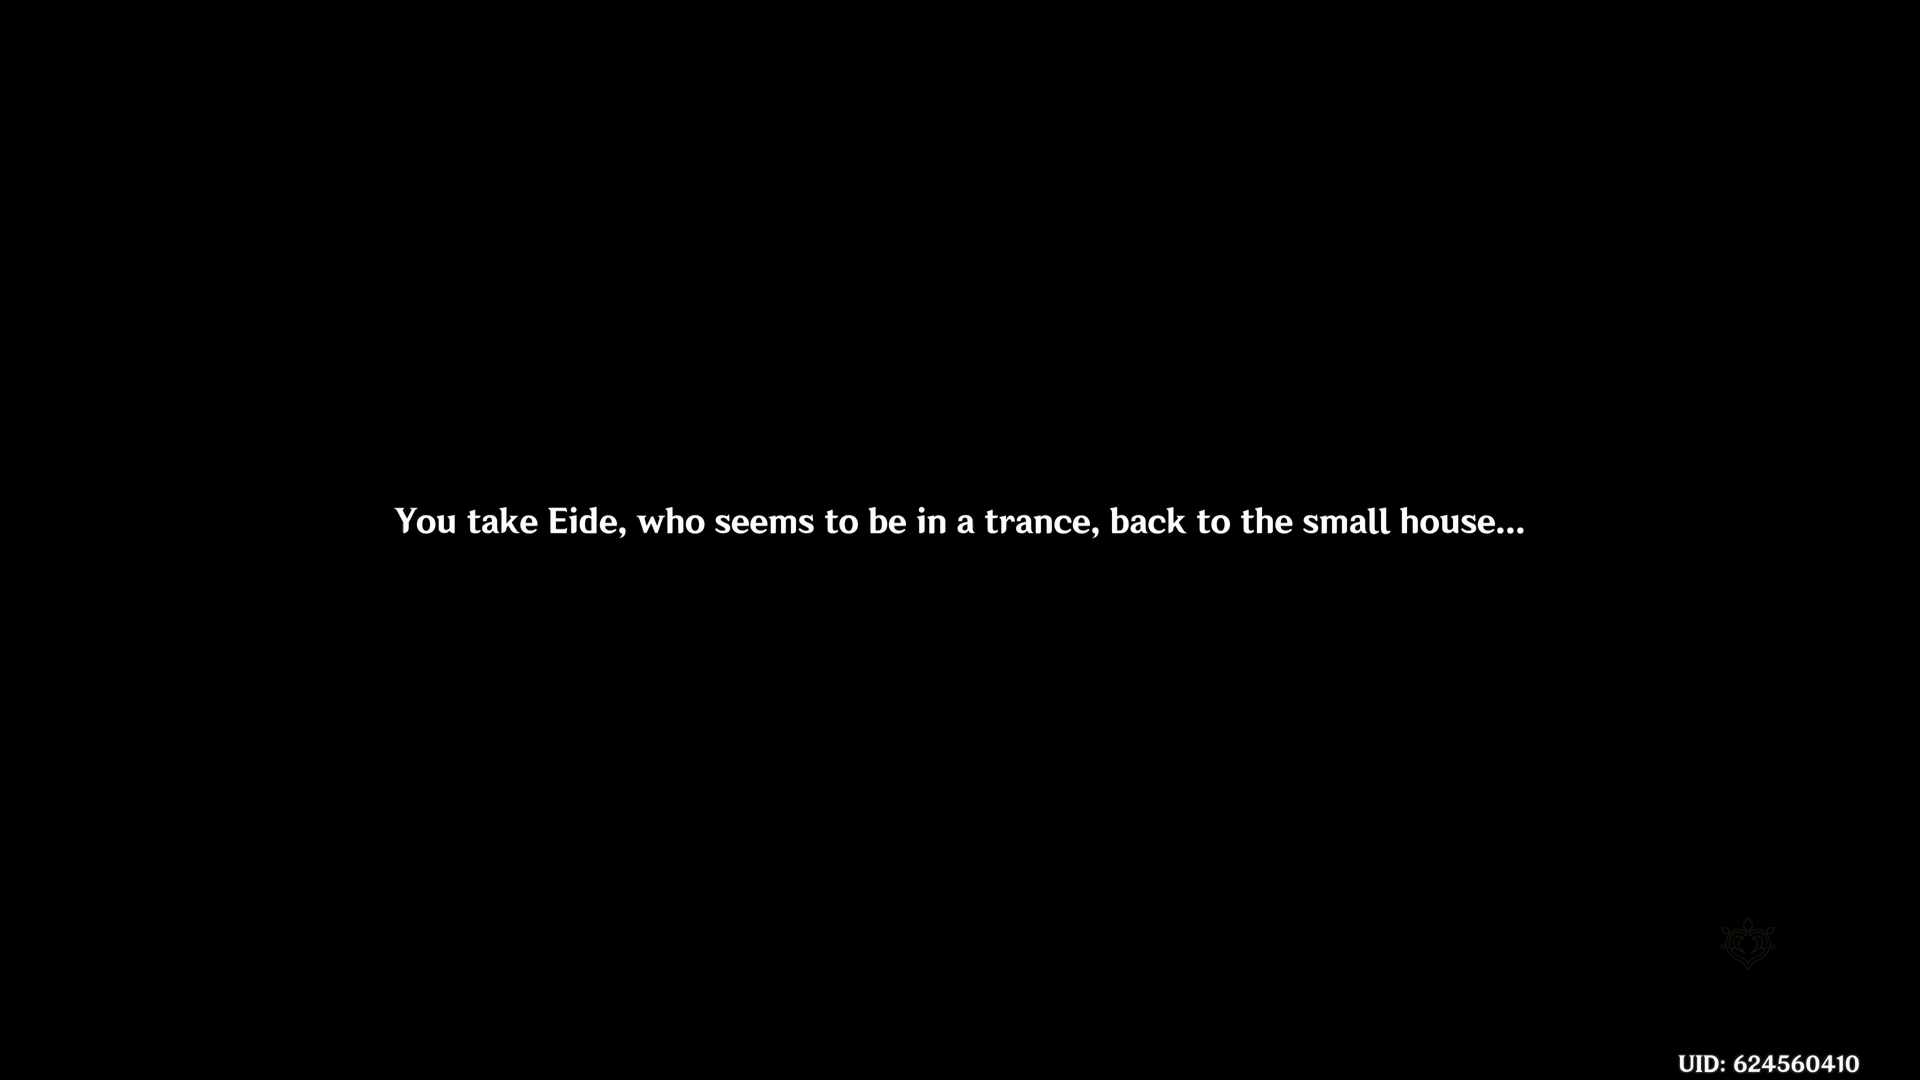 You take Eide, who seems to be in a trance, back to the small house...
UID: 624560410